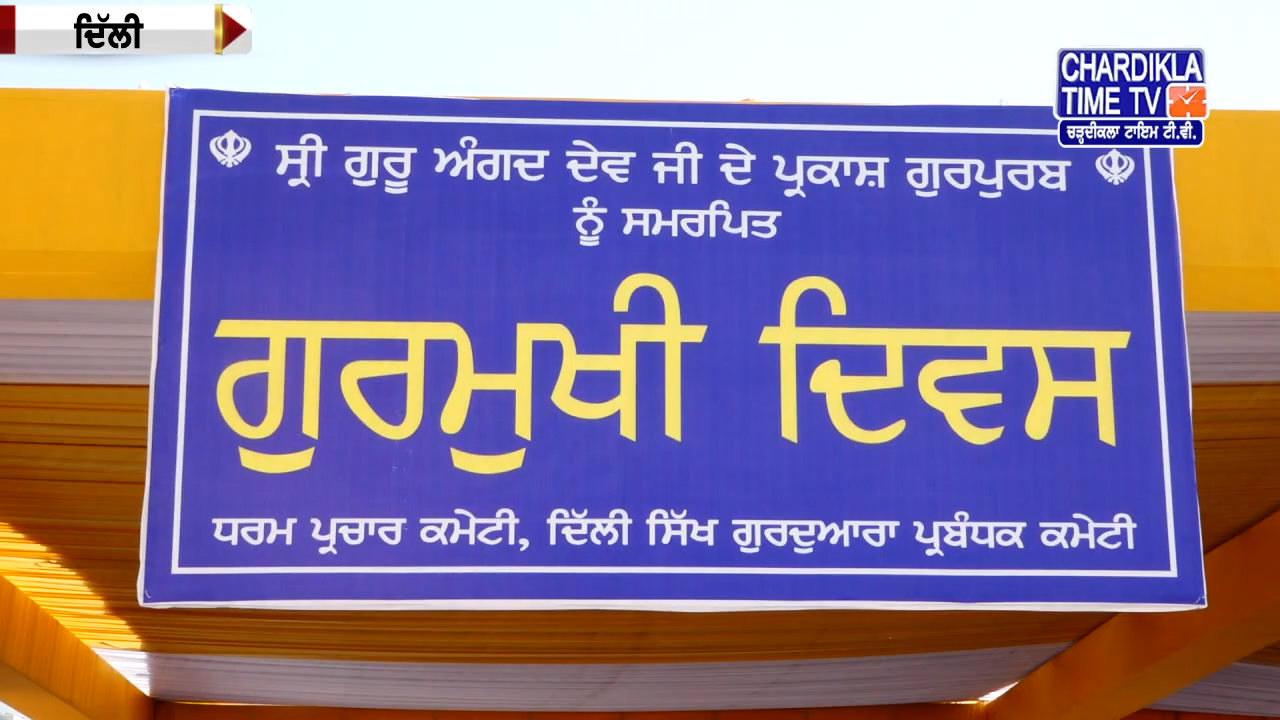 ਦਿੱਲੀ
CHARDIKLA
TIME TV
ਚੜ੍ਹਦੀਕਲਾ ਟਾਇਮ ਟੀ.ਵੀ.
ਸ੍ਰੀ ਗੁਰੂ ਅੰਗਦ ਦੇਵ ਜੀ ਦੇ ਪ੍ਰਕਾਸ਼ ਗੁਰਪੁਰਬ
ਨੂੰ ਸਮਰਪਿਤ
ਗੁਰਮੁਖੀ ਦਿਵਸ
ਧਰਮ ਪ੍ਰਚਾਰ ਕਮੇਟੀ, ਦਿੱਲੀ ਸਿੱਖ ਗੁਰਦੁਆਰਾ ਪ੍ਰਬੰਧਕ ਕਮੇਟੀ